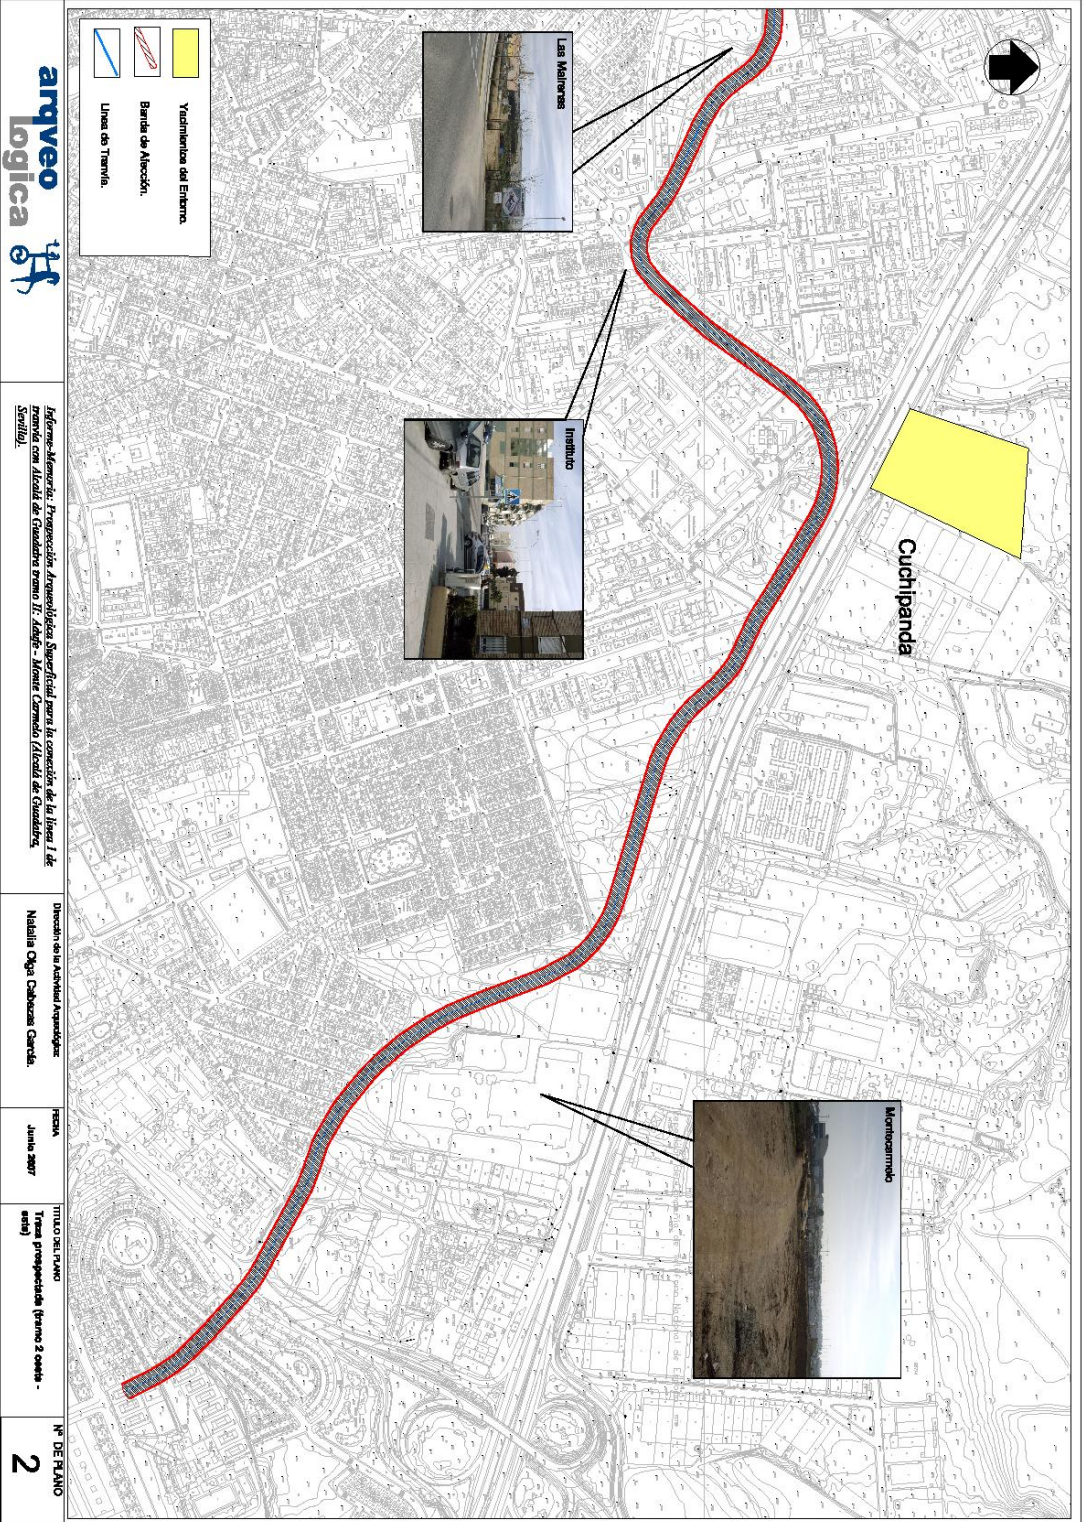 Las Mairenas
Instituto
Cuchipanda
Montecarmelo
Yacimientos del Entorno.
Banda de Afección.
Línea de Tranvía.
arqveo
logica
Informe-Memoria: Prospección Arqueológica Superficial para la conexión de la línea 1 de
tranvía con Alcalá de Guadaíra tramo II: Adufe - Monte Carmelo (Alcalá de Guadaíra,
Sevilla).
Dirección de la Actividad Arqueológica:
Natalia Olga Cabezas García.
FECHA
Junio 2007
TITULO DEL PLANO
Traza prospectada (tramo 2 oeste -
este)
Nº DE PLANO
2